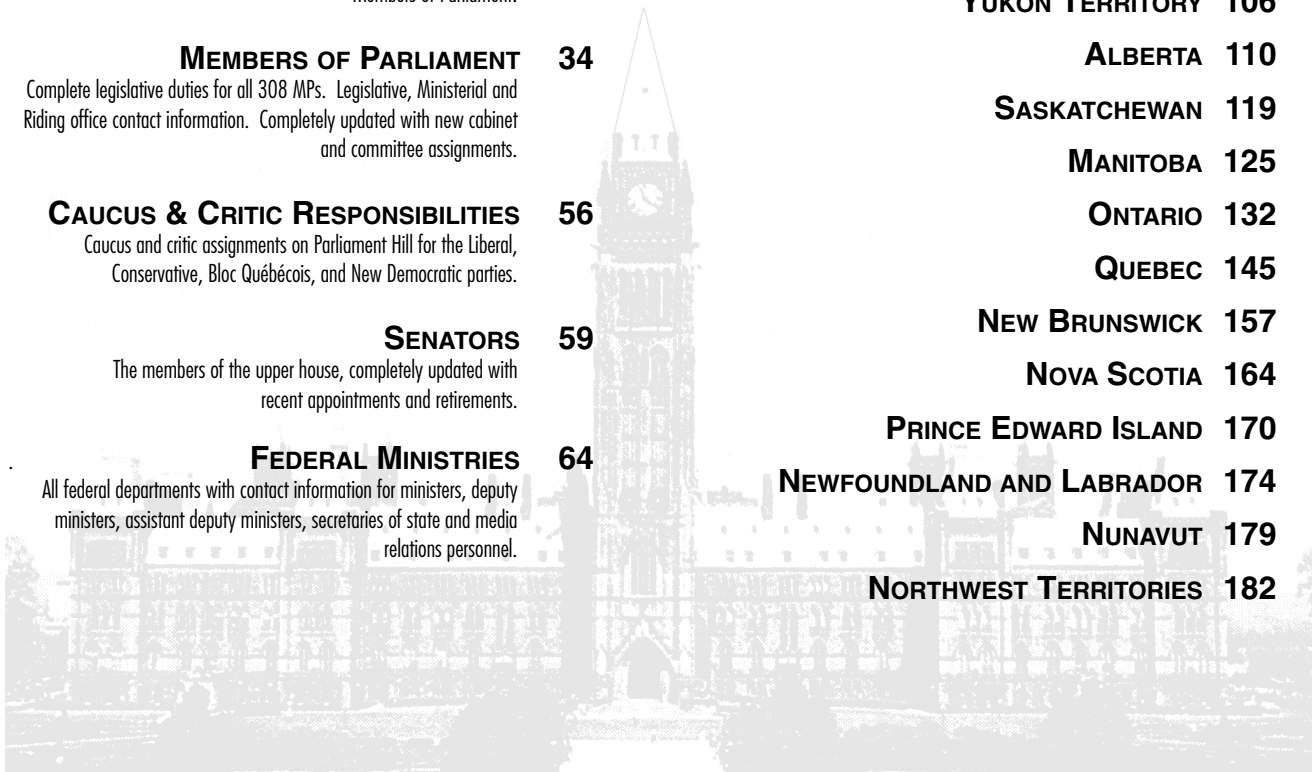 MEMBERS OF PARLIAMENT 34
Complete legislative duties for all 308 MPs. Legislative, Ministerial and
Riding office contact information. Completely updated with new cabinet
and committee assignments.
CAUCUS & CRITIC RESPONSIBILITIES 56
Caucus and critic assignments on Parliament Hill for the Liberal,
Conservative, Bloc Québécois, and New Democratic parties.
SENATORS 59
The members of the upper house, completely updated with
recent appointments and retirements.
.
FEDERAL MINISTRIES 64
All federal departments with contact information for ministers, deputy
ministers, assistant deputy ministers, secretaries of state and media
relations personnel.
YUKON TERRITORY 106
ALBERTA 110
SASKATCHEWAN 119
MANITOBA 125
ONTARIO 132
QUEBEC 145
NEW BRUNSWICK 157
NOVA SCOTIA 164
PRINCE EDWARD ISLAND 170
NEWFOUNDLAND AND LABRADOR 174
NUNAVUT 179
NORTHWEST TERRITORIES 182